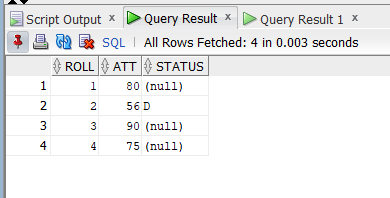 Script Output x Query Result x Query Result 1 x
SQL | All Rows Fetched: 4 in 0.003 seconds
ROLL ATT STATUS
1 1 80 (null)
2 2 56 D
3 3 90 (null)
4 4 75 (null)